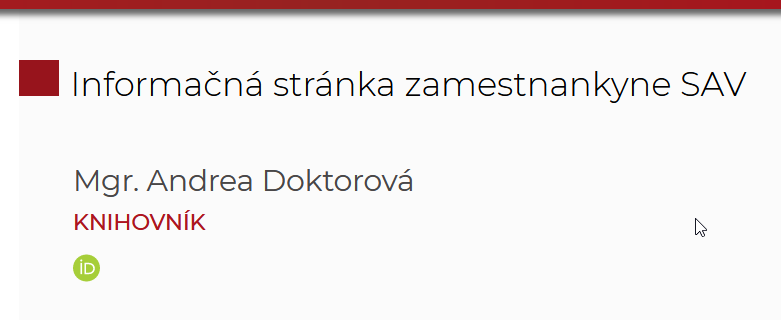 Informačná stránka zamestnankyne SAV
Mgr. Andrea Doktorová
KNIHOVNÍK
iD